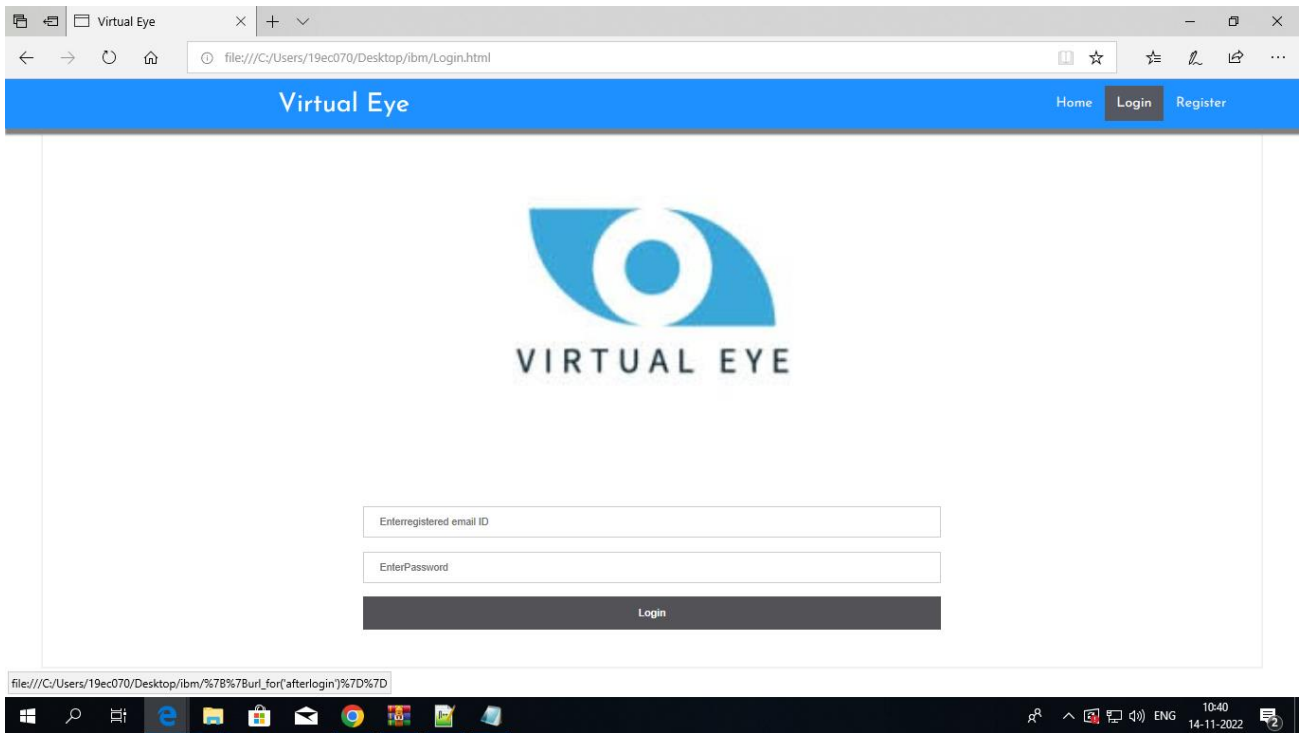 Virtual Eye
file:///C:/Users/19ec070/Desktop/ibm/Login.html
Virtual Eye
Home Login Register
VIRTUAL EYE
Enterregistered email ID
EnterPassword
Login
file:///C:/Users/19ec070/Desktop/ibm/%7B%7Burl_for('afterlogin')%7D%7D
ENG
10:40
14-11-2022
2